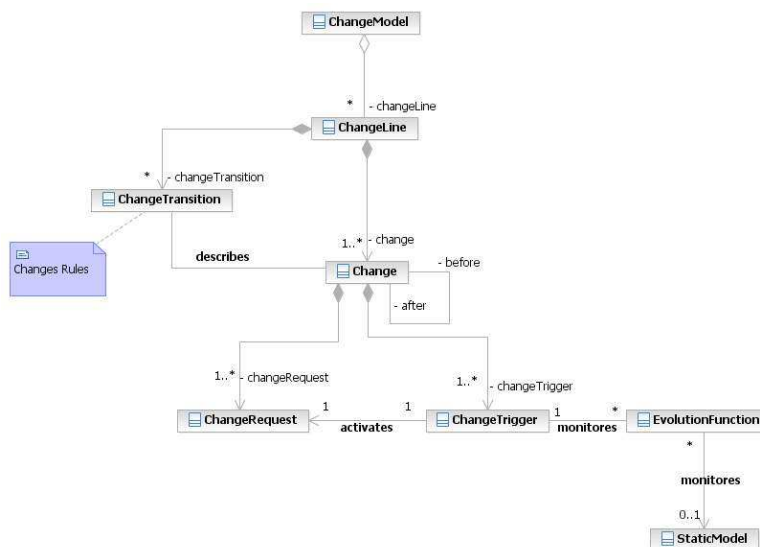 ChangeModel
* - changeLine
ChangeLine
* - changeTransition
ChangeTransition
Changes Rules
describes
1..* - change
Change
- before
- after
1..* - changeRequest
1..* - changeTrigger
ChangeRequest
1 activates 1
ChangeTrigger
1 monitores *
EvolutionFunction
*
monitores
0..1
StaticModel